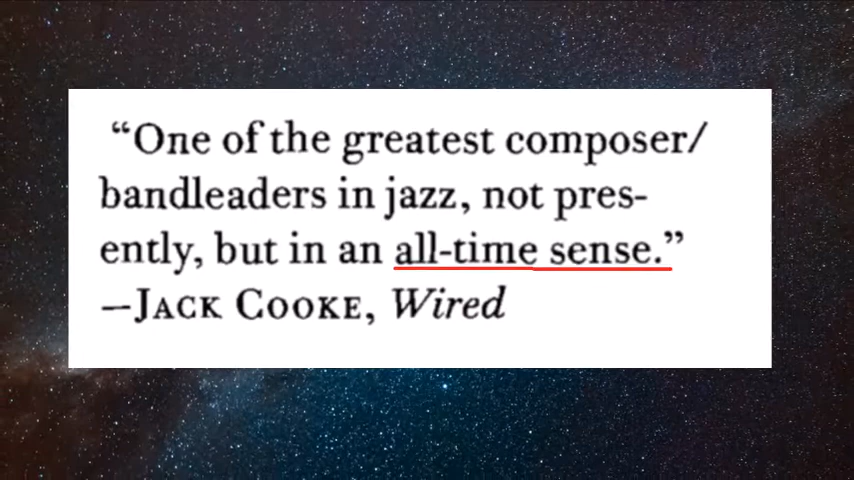 “One of the greatest composer/
bandleaders in jazz, not pres-
ently, but in an all-time sense.”
—JACK COOKE, Wired